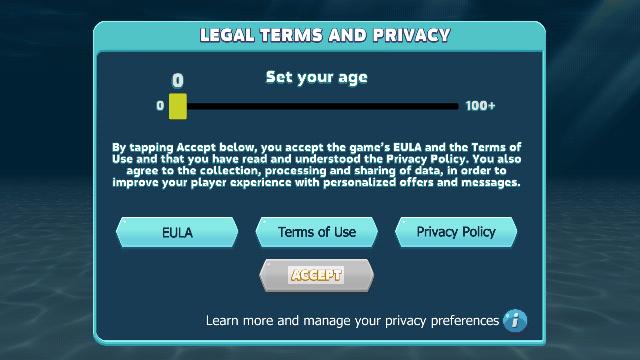 LEGAL TERMS AND PRIVACY
0
Set your age
0
100+
By tapping Accept below, you accept the game's EULA and the Terms of
Use and that you have read and understood the Privacy Policy. You also
agree to the collection, processing and sharing of data, in order to
improve your player experience with personalized offers and messages.
EULA
Terms of Use
Privacy Policy
ACCEPT
Learn more and manage your privacy preferences i